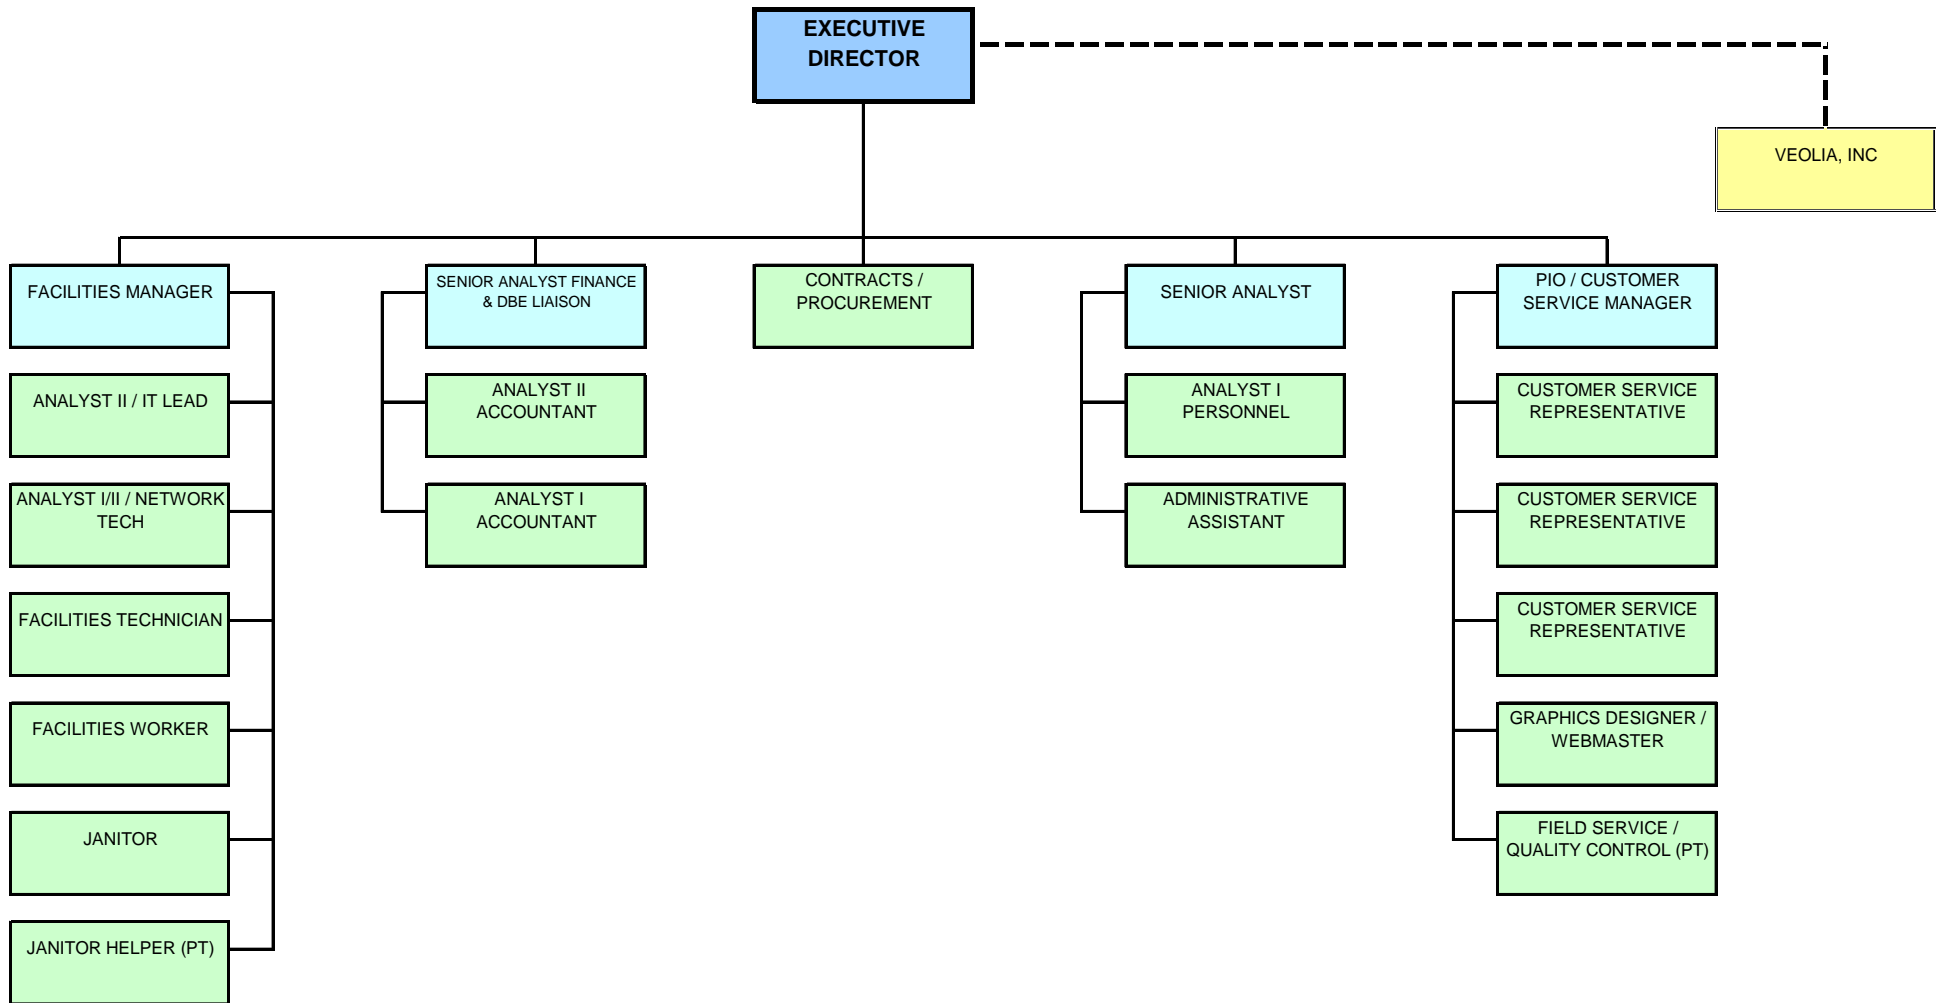 EXECUTIVE
DIRECTOR
VEOLIA, INC
FACILITIES MANAGER
SENIOR ANALYST FINANCE
& DBE LIAISON
CONTRACTS /
PROCUREMENT
SENIOR ANALYST
PIO / CUSTOMER
SERVICE MANAGER
ANALYST II / IT LEAD
ANALYST II
ACCOUNTANT
ANALYST I
PERSONNEL
CUSTOMER SERVICE
REPRESENTATIVE
ANALYST I/II / NETWORK
TECH
ANALYST I
ACCOUNTANT
ADMINISTRATIVE
ASSISTANT
CUSTOMER SERVICE
REPRESENTATIVE
FACILITIES TECHNICIAN
CUSTOMER SERVICE
REPRESENTATIVE
FACILITIES WORKER
GRAPHICS DESIGNER /
WEBMASTER
JANITOR
FIELD SERVICE /
QUALITY CONTROL (PT)
JANITOR HELPER (PT)